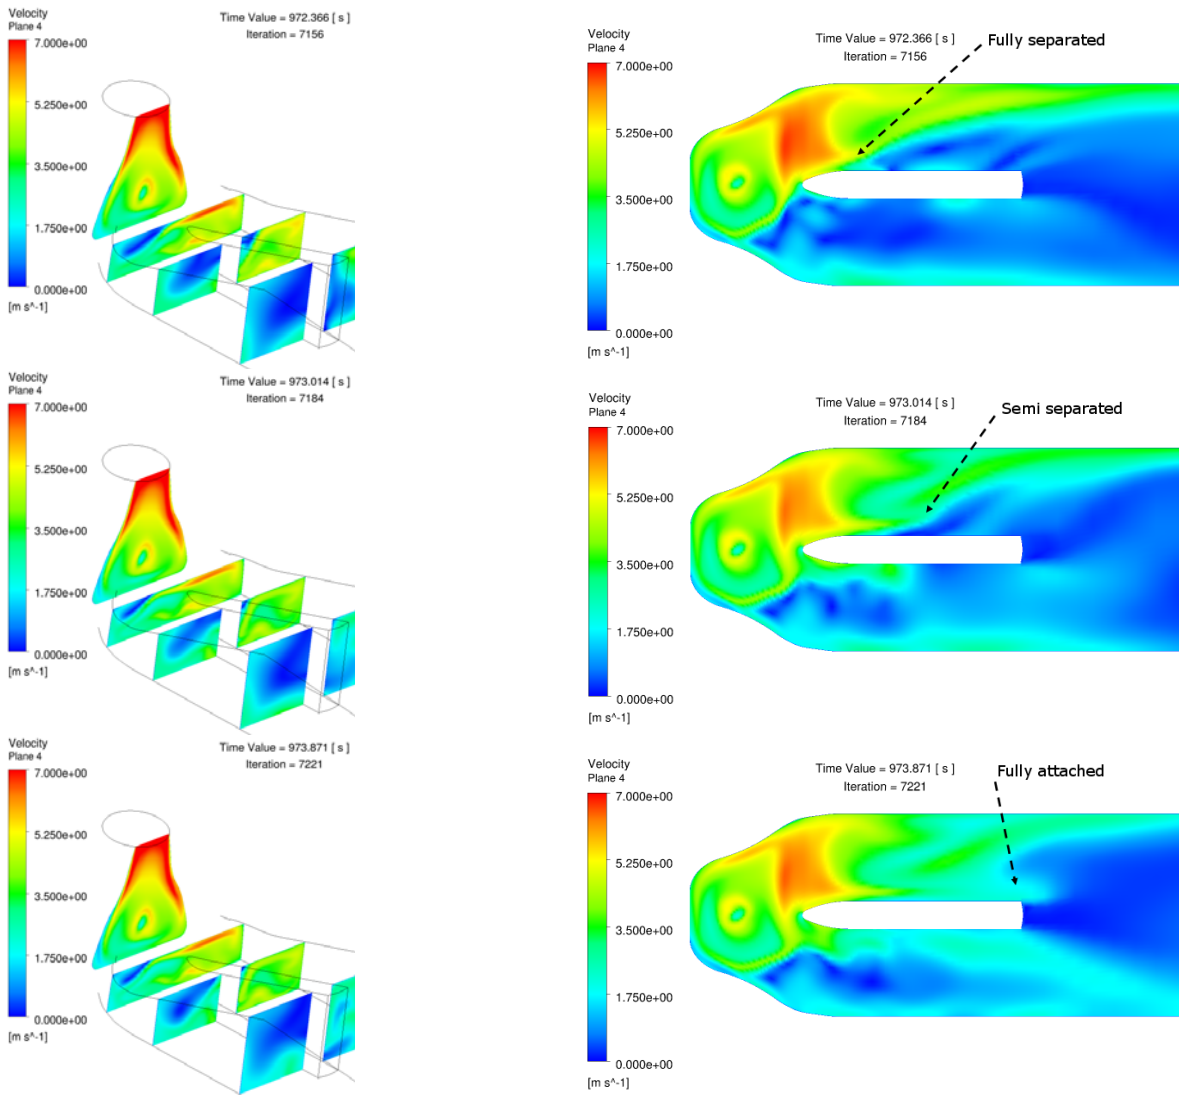 Velocity
Plane 4
Time Value = 972.366 [ s ]
Iteration = 7156
7.000e+00
5.250e+00
3.500e+00
1.750e+00
0.000e+00
[m s^-1]
Velocity
Plane 4
Time Value = 972.366 [ s ]
Iteration = 7156
Fully separated
7.000e+00
5.250e+00
3.500e+00
1.750e+00
0.000e+00
[m s^-1]
Velocity
Plane 4
Time Value = 973.014 [ s ]
Iteration = 7184
7.000e+00
5.250e+00
3.500e+00
1.750e+00
0.000e+00
[m s^-1]
Velocity
Plane 4
Time Value = 973.014 [ s ]
Iteration = 7184
Semi separated
7.000e+00
5.250e+00
3.500e+00
1.750e+00
0.000e+00
[m s^-1]
Velocity
Plane 4
Time Value = 973.871 [ s ]
Iteration = 7221
7.000e+00
5.250e+00
3.500e+00
1.750e+00
0.000e+00
[m s^-1]
Velocity
Plane 4
Time Value = 973.871 [ s ]
Iteration = 7221
Fully attached
7.000e+00
5.250e+00
3.500e+00
1.750e+00
0.000e+00
[m s^-1]